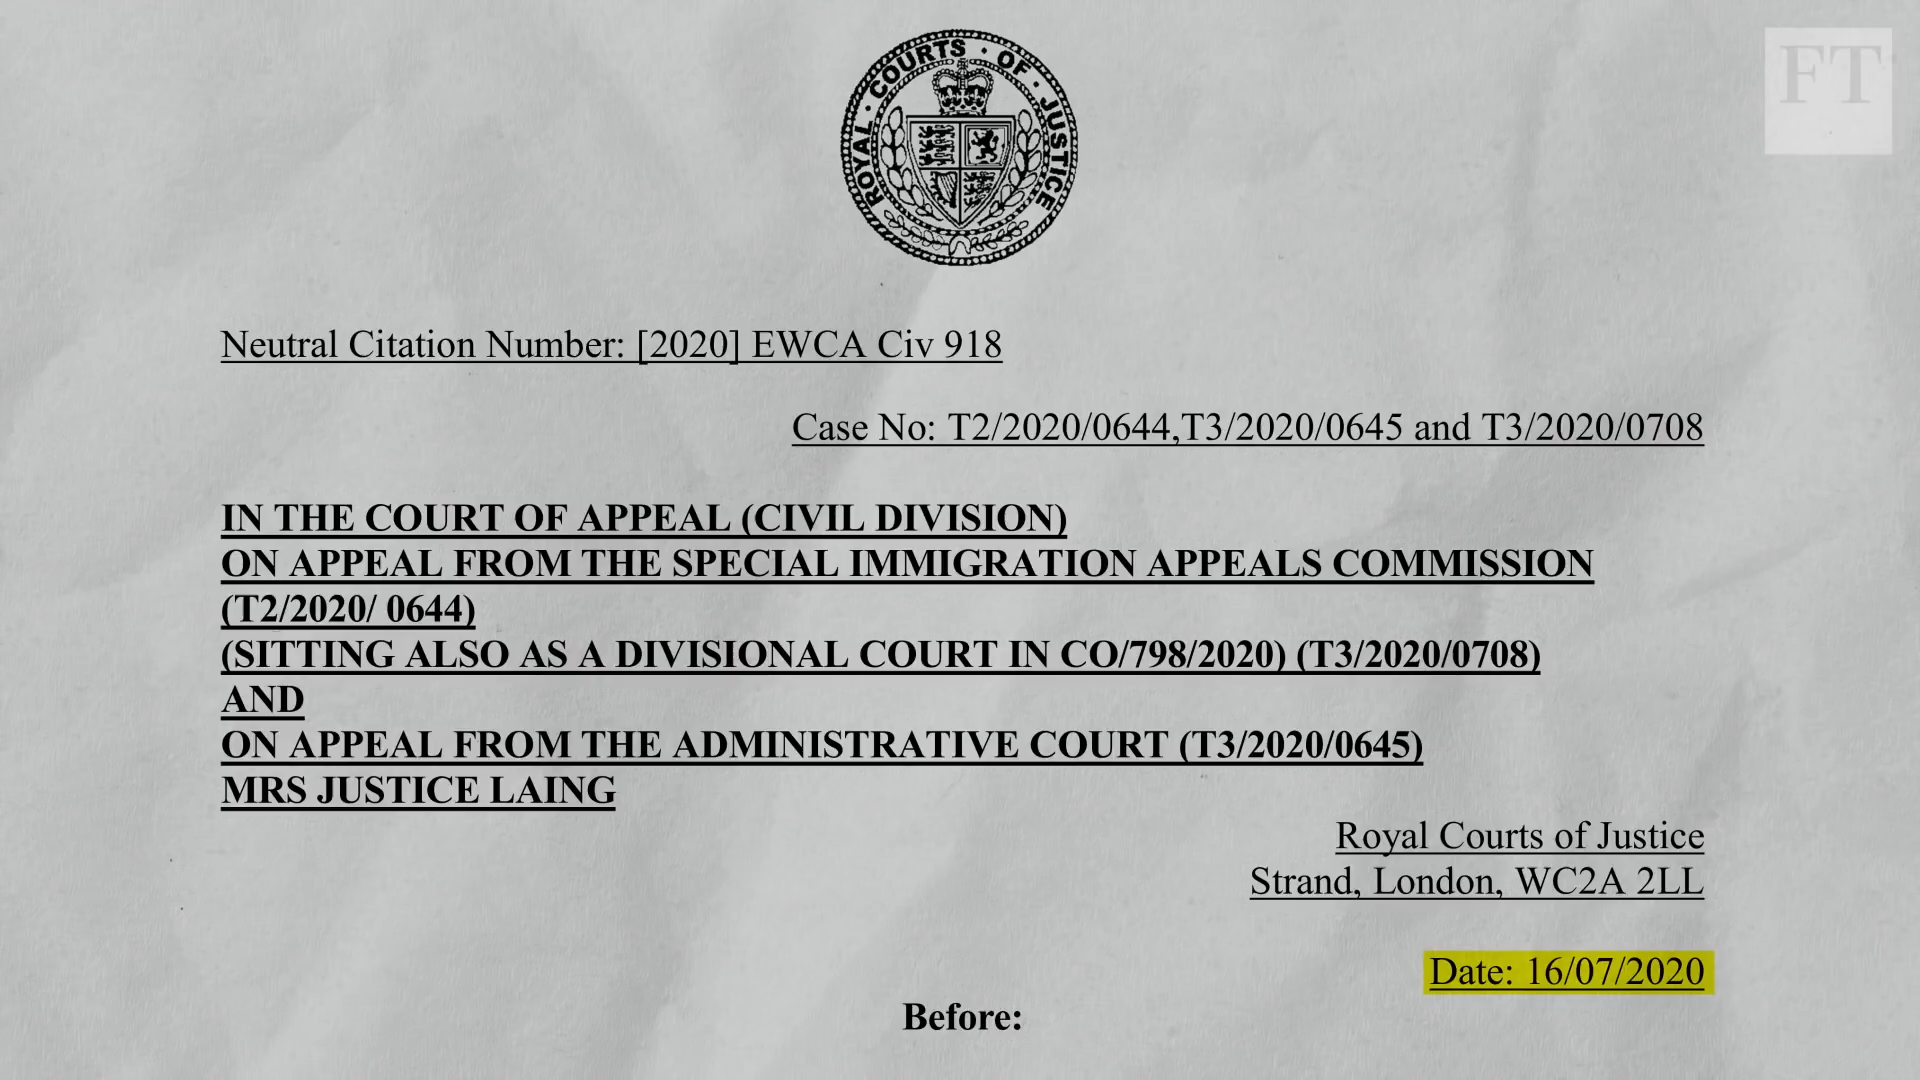 FT
ROYAL · COURTS · OF · JUSTICE
Neutral Citation Number: [2020] EWCA Civ 918
Case No: T2/2020/0644,T3/2020/0645 and T3/2020/0708
IN THE COURT OF APPEAL (CIVIL DIVISION)
ON APPEAL FROM THE SPECIAL IMMIGRATION APPEALS COMMISSION
(T2/2020/ 0644)
(SITTING ALSO AS A DIVISIONAL COURT IN CO/798/2020) (T3/2020/0708)
AND
ON APPEAL FROM THE ADMINISTRATIVE COURT (T3/2020/0645)
MRS JUSTICE LAING
Royal Courts of Justice
Strand, London, WC2A 2LL
Date: 16/07/2020
Before: